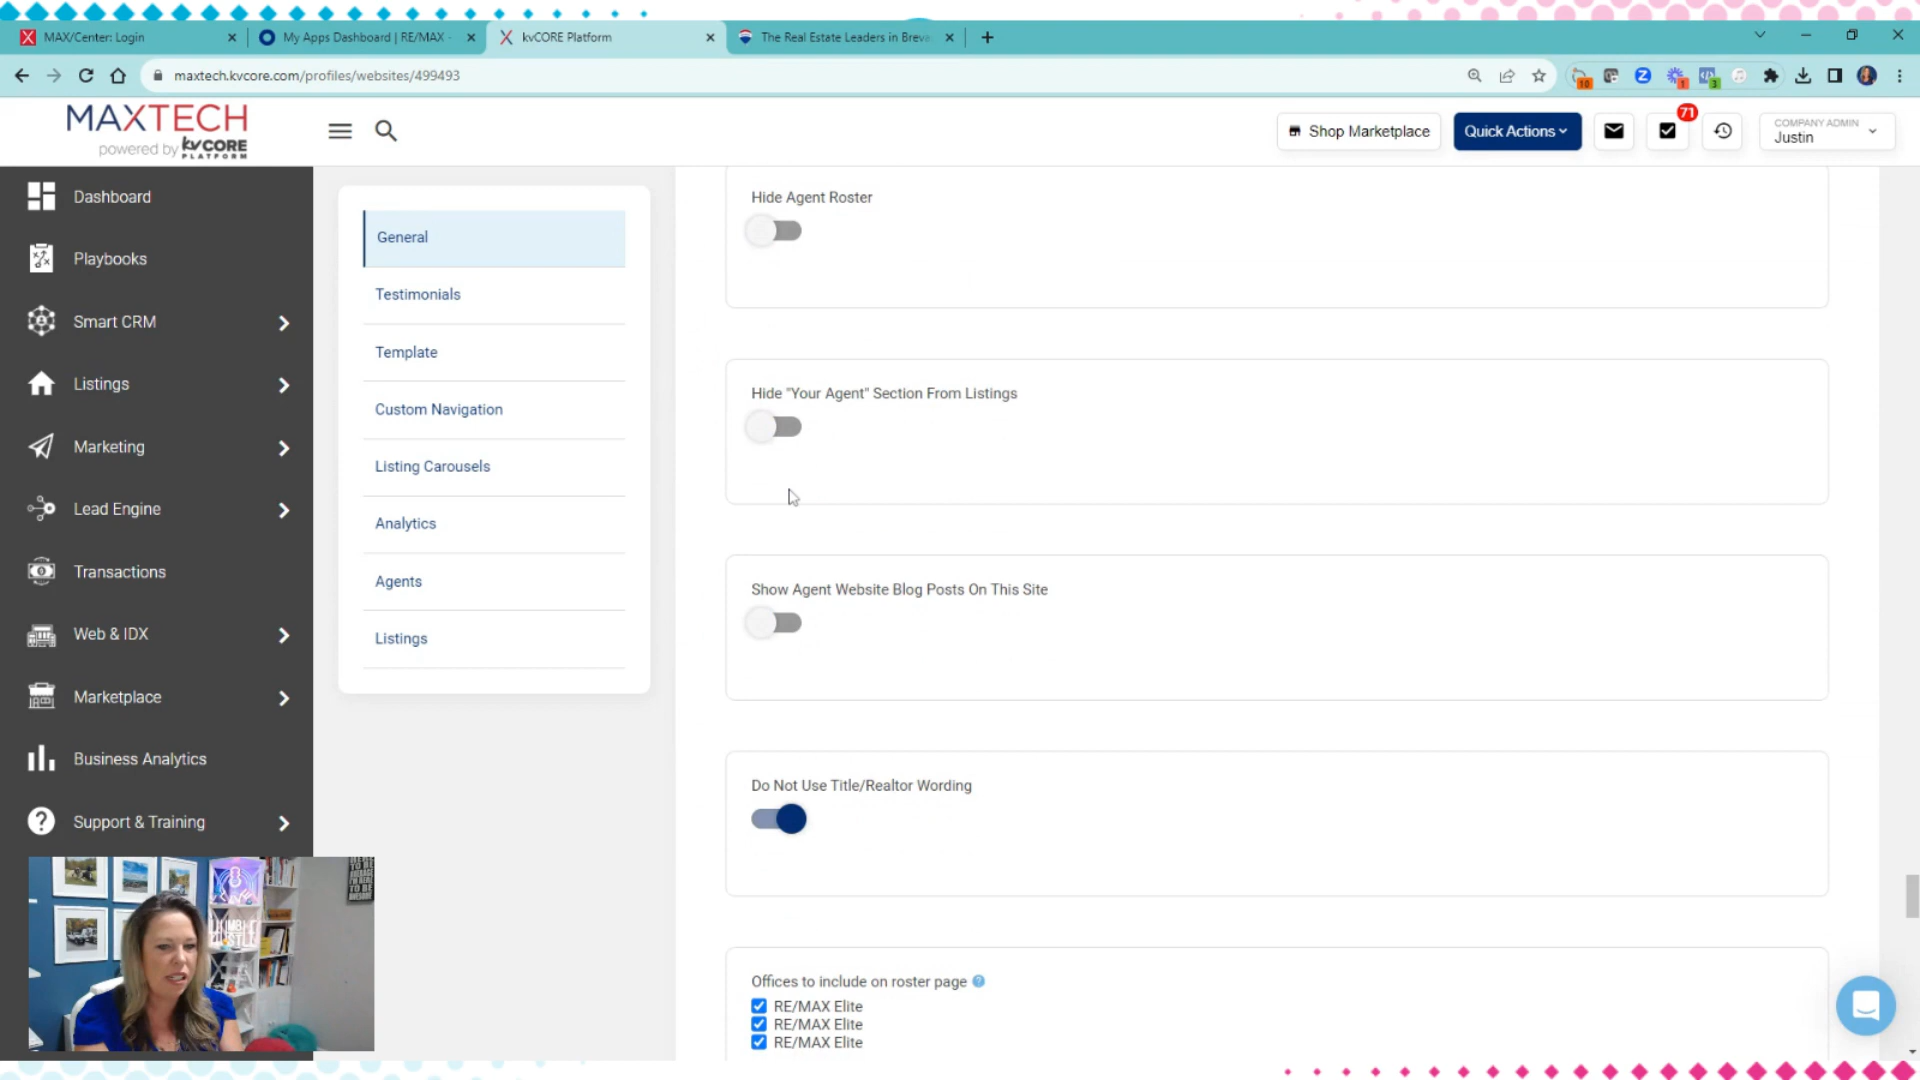 MAX/Center: Login
My Apps Dashboard | RE/MAX -
kvCORE Platform
The Real Estate Leaders in Breva
maxtech.kvcore.com/profiles/websites/499493
10
1
3
MAXTECH
powered by kvCORE
PLATFORM
Shop Marketplace
Quick Actions
71
COMPANY ADMIN
Justin
Dashboard
Playbooks
Smart CRM
Listings
Marketing
Lead Engine
Transactions
Web & IDX
Marketplace
Business Analytics
Support & Training
General
Testimonials
Template
Custom Navigation
Listing Carousels
Analytics
Agents
Listings
Hide Agent Roster
Hide "Your Agent" Section From Listings
Show Agent Website Blog Posts On This Site
Do Not Use Title/Realtor Wording
Offices to include on roster page ?
RE/MAX Elite
RE/MAX Elite
RE/MAX Elite